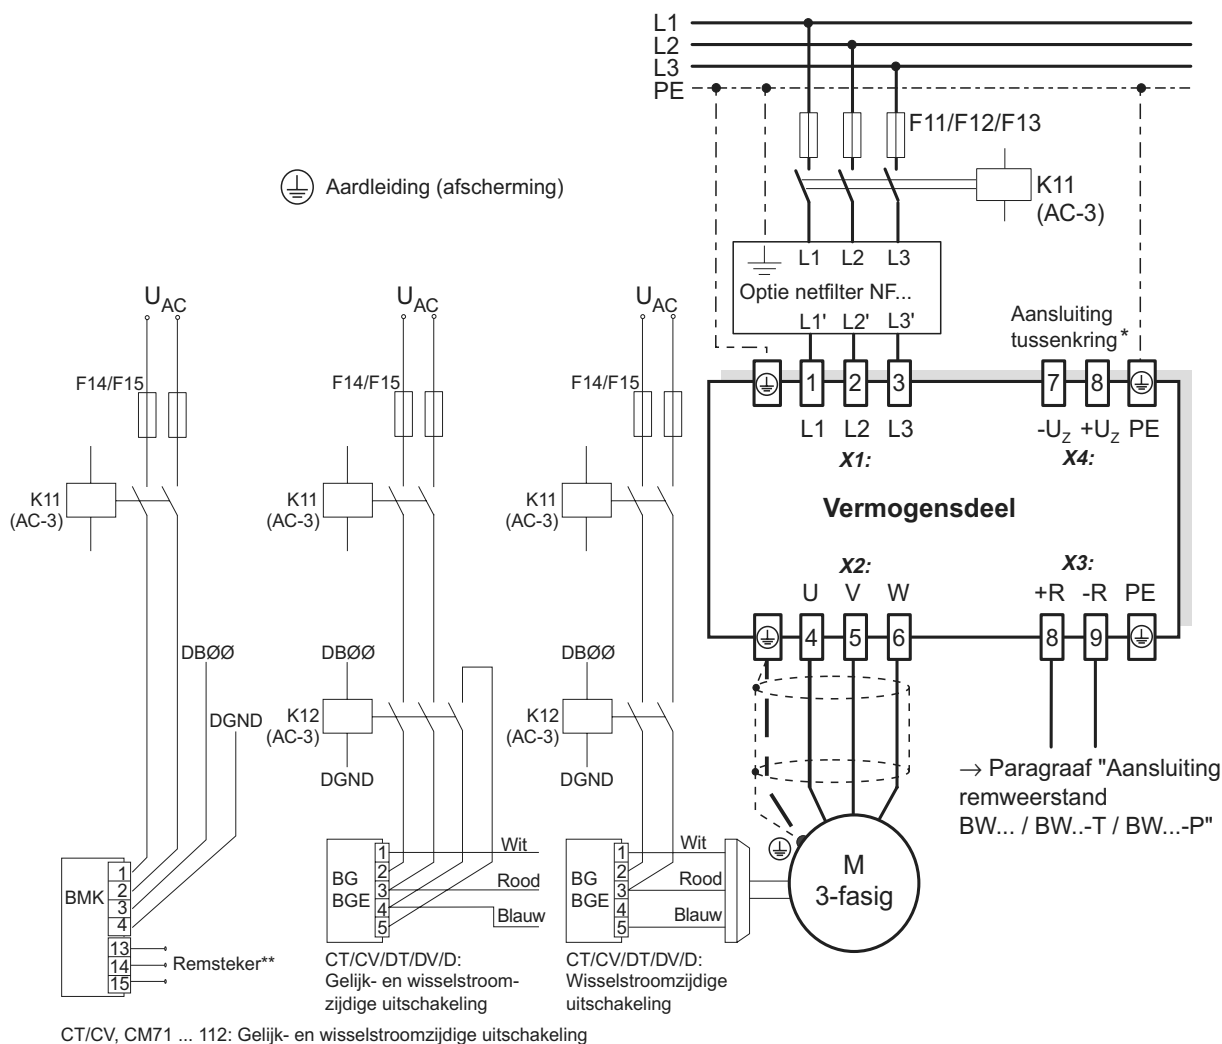 L1
L2
L3
PE
F11/F12/F13
K11
(AC-3)
Aardleiding (afscherming)
L1 L2 L3
Optie netfilter NF...
L1' L2' L3'
Aansluiting
tussenkring *
1 2 3 7 8
L1 L2 L3 -UZ +UZ PE
X1: X4:
Vermogensdeel
X2: X3:
U V W +R -R PE
4 5 6 8 9
→ Paragraaf "Aansluiting
remweerstand
BW... / BW..-T / BW...-P"
M
3-fasig
UAC
F14/F15
K11
(AC-3)
DBØØ
DGND
BMK
1
2
3
4
13
14
15
Remsteker**
UAC
F14/F15
K11
(AC-3)
DBØØ
K12
(AC-3)
DGND
BG
BGE
1
2
3
4
5
Wit
Rood
Blauw
CT/CV/DT/DV/D:
Gelijk- en wisselstroom-
zijdige uitschakeling
UAC
F14/F15
K11
(AC-3)
DBØØ
K12
(AC-3)
DGND
BG
BGE
1
2
3
4
5
Wit
Rood
Blauw
CT/CV/DT/DV/D:
Wisselstroomzijdige
uitschakeling
CT/CV, CM71 ... 112: Gelijk- en wisselstroomzijdige uitschakeling